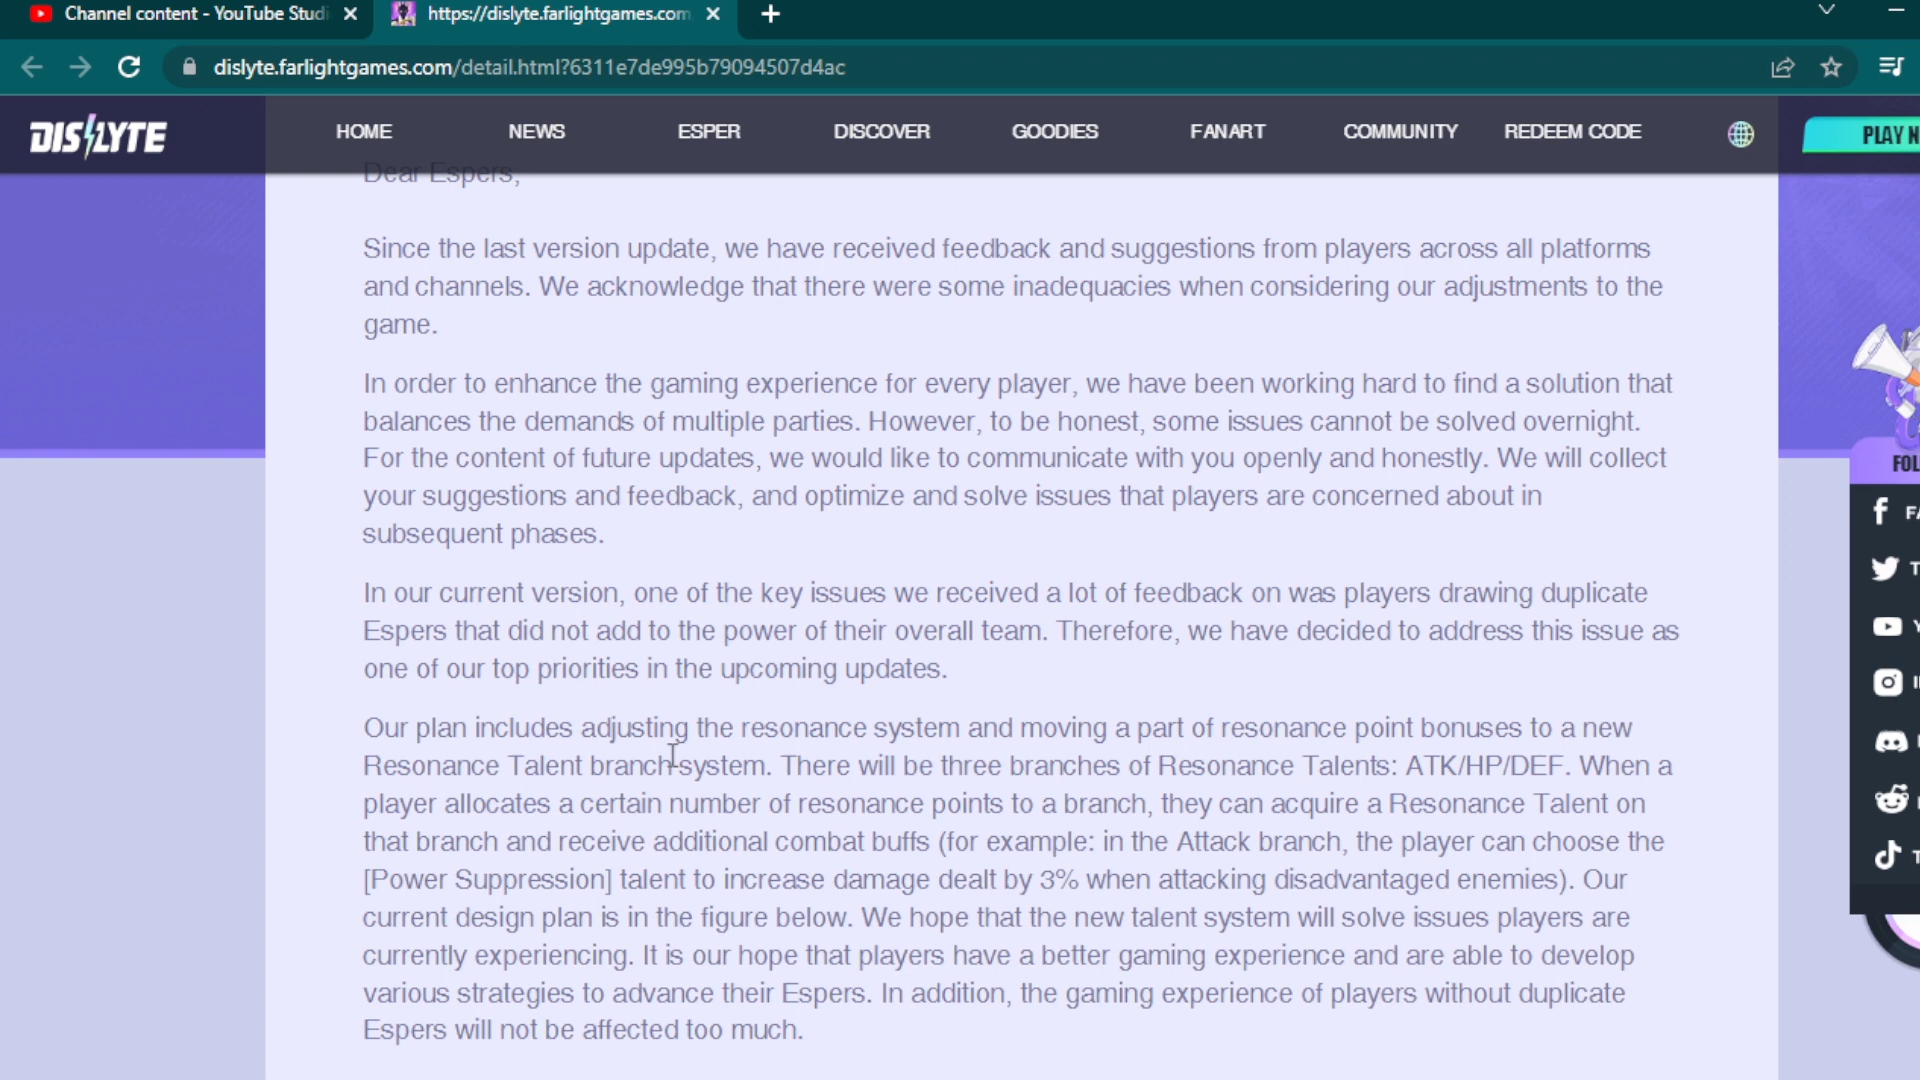 Channel content - YouTube Studi
https://dislyte.farlightgames.com
dislyte.farlightgames.com/detail.html?6311e7de995b79094507d4ac
DISLYTE
HOME
NEWS
ESPER
DISCOVER
GOODIES
FANART
COMMUNITY
REDEEM CODE
PLAY N
Dear Espers,
Since the last version update, we have received feedback and suggestions from players across all platforms
and channels. We acknowledge that there were some inadequacies when considering our adjustments to the
game.
In order to enhance the gaming experience for every player, we have been working hard to find a solution that
balances the demands of multiple parties. However, to be honest, some issues cannot be solved overnight.
For the content of future updates, we would like to communicate with you openly and honestly. We will collect
your suggestions and feedback, and optimize and solve issues that players are concerned about in
subsequent phases.
In our current version, one of the key issues we received a lot of feedback on was players drawing duplicate
Espers that did not add to the power of their overall team. Therefore, we have decided to address this issue as
one of our top priorities in the upcoming updates.
Our plan includes adjusting the resonance system and moving a part of resonance point bonuses to a new
Resonance Talent branch system. There will be three branches of Resonance Talents: ATK/HP/DEF. When a
player allocates a certain number of resonance points to a branch, they can acquire a Resonance Talent on
that branch and receive additional combat buffs (for example: in the Attack branch, the player can choose the
[Power Suppression] talent to increase damage dealt by 3% when attacking disadvantaged enemies). Our
current design plan is in the figure below. We hope that the new talent system will solve issues players are
currently experiencing. It is our hope that players have a better gaming experience and are able to develop
various strategies to advance their Espers. In addition, the gaming experience of players without duplicate
Espers will not be affected too much.
FOL
FA
T
Y
T